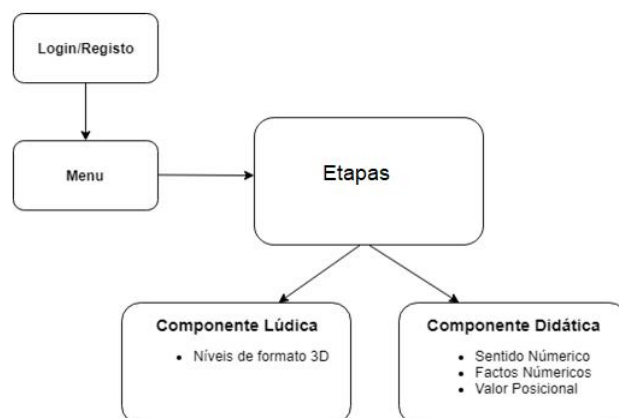 Login/Registo
Menu
Etapas
Componente Lúdica
• Níveis de formato 3D
Componente Didática
• Sentido Númerico
• Factos Númericos
• Valor Posicional